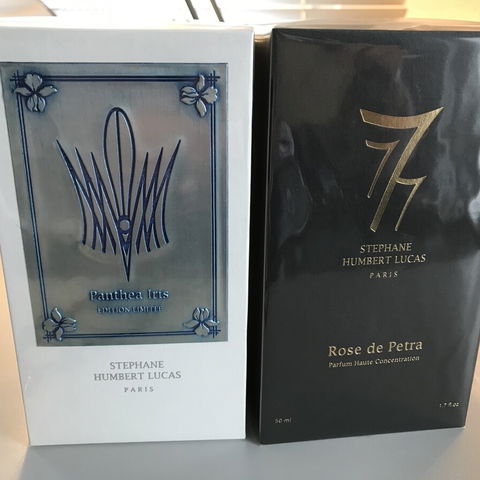 Panthea Iris
EDITION LIMITÉE
STEPHANE
HUMBERT LUCAS
PARIS
777
STEPHANE
HUMBERT LUCAS
PARIS
Rose de Petra
Parfum Haute Concentration
50 ml
1.7 fl oz